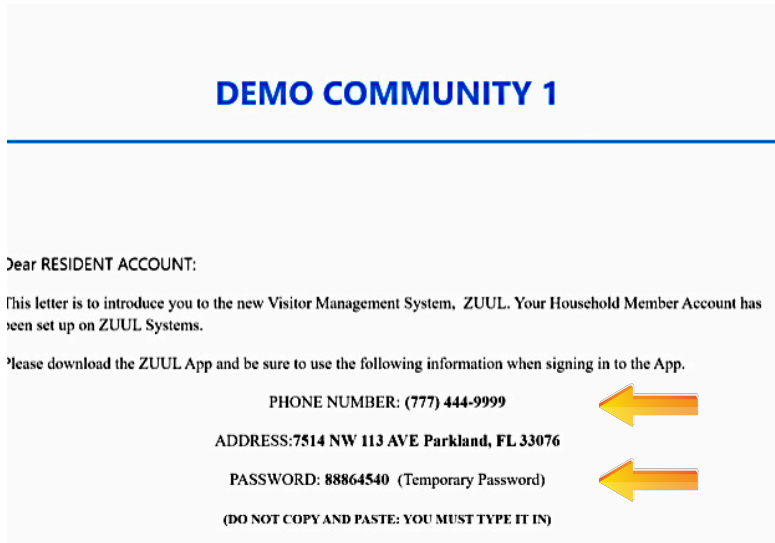 DEMO COMMUNITY 1
Dear RESIDENT ACCOUNT:
This letter is to introduce you to the new Visitor Management System, ZUUL. Your Household Member Account has
been set up on ZUUL Systems.
Please download the ZUUL App and be sure to use the following information when signing in to the App.
PHONE NUMBER: (777) 444-9999
ADDRESS:7514 NW 113 AVE Parkland, FL 33076
PASSWORD: 88864540 (Temporary Password)
(DO NOT COPY AND PASTE: YOU MUST TYPE IT IN)